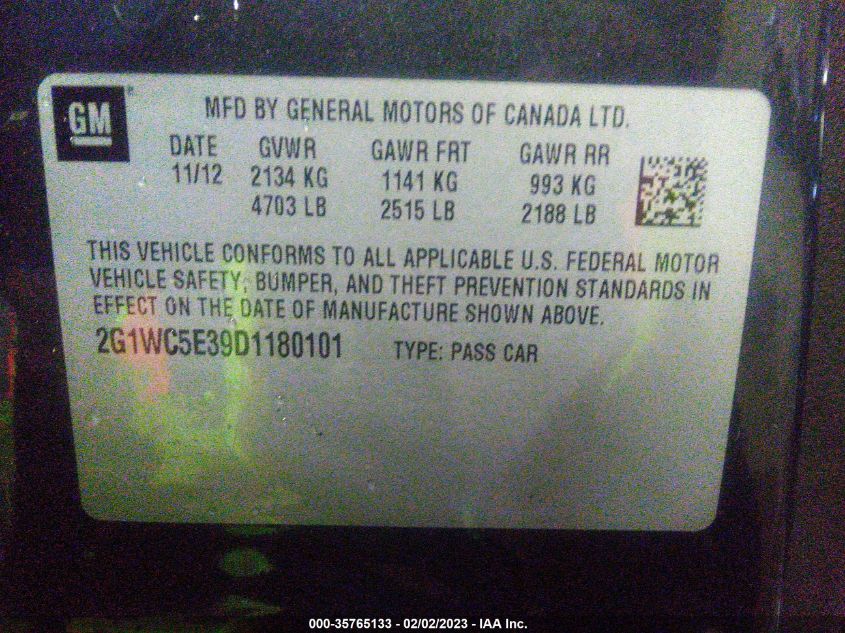 GM
MFD BY GENERAL MOTORS OF CANADA LTD.
DATE GVWR GAWR FRT GAWR RR
11/12 2134 KG 1141 KG 993 KG
4703 LB 2515 LB 2188 LB
THIS VEHICLE CONFORMS TO ALL APPLICABLE U.S. FEDERAL MOTOR
VEHICLE SAFETY, BUMPER, AND THEFT PREVENTION STANDARDS IN
EFFECT ON THE DATE OF MANUFACTURE SHOWN ABOVE.
2G1WC5E39D1180101 TYPE: PASS CAR
000-35765133 - 02/02/2023 - IAA Inc.